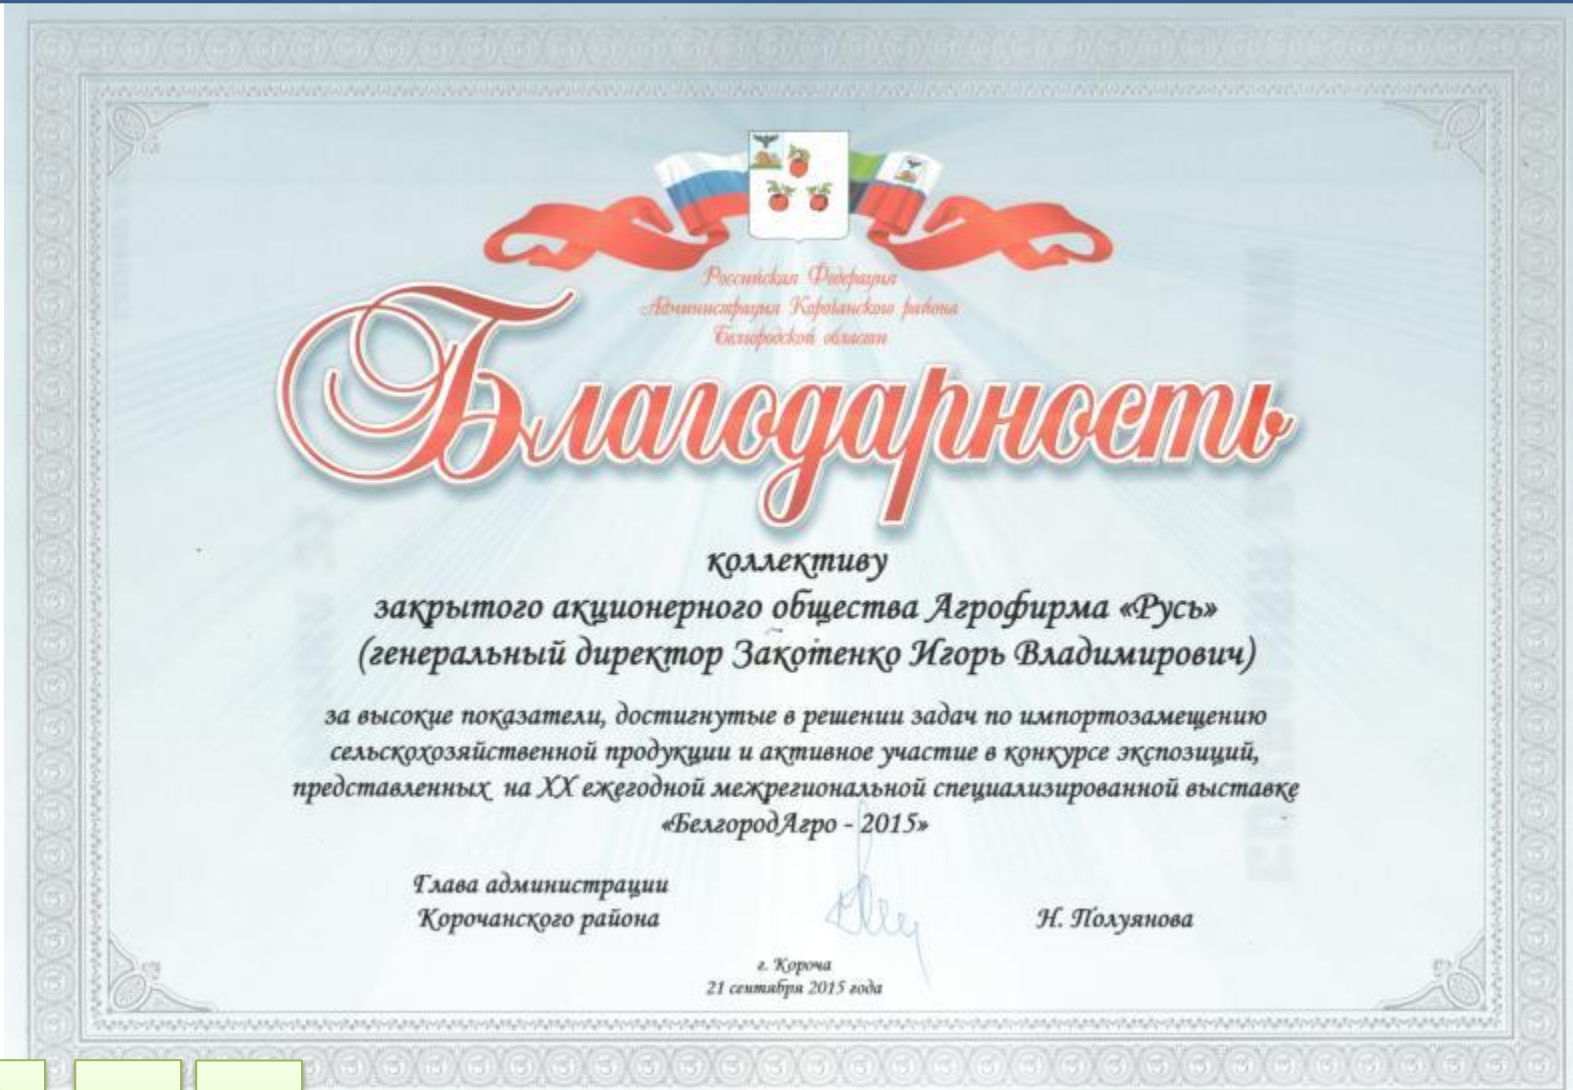 Российская Федерация
Администрация Корочанского района
Белгородской области
Благодарность
коллективу
закрытого акционерного общества Агрофирма «Русь»
(генеральный директор Закотенко Игорь Владимирович)
за высокие показатели, достигнутые в решении задач по импортозамещению
сельскохозяйственной продукции и активное участие в конкурсе экспозиций,
представленных на XX ежегодной межрегиональной специализированной выставке
«БелгородАгро - 2015»
Глава администрации
Корочанского района
Н. Полуянова
г. Короча
21 сентября 2015 года